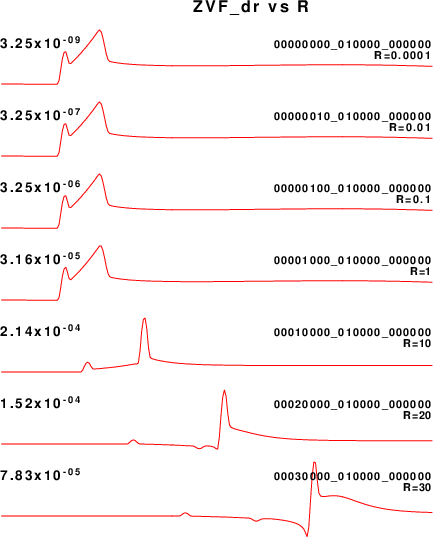 ZVF_dr vs R
3.25x10-09
00000000_010000_000000
R=0.0001
3.25x10-07
00000010_010000_000000
R=0.01
3.25x10-06
00000100_010000_000000
R=0.1
3.16x10-05
00001000_010000_000000
R=1
2.14x10-04
00010000_010000_000000
R=10
1.52x10-04
00020000_010000_000000
R=20
7.83x10-05
00030000_010000_000000
R=30